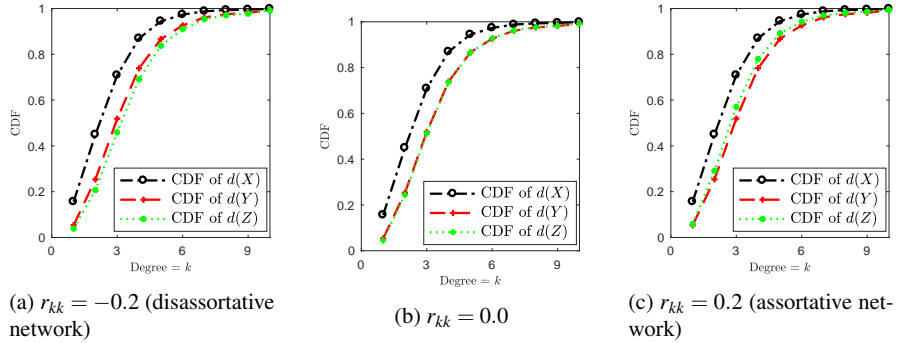 1
0.8
0.6
0.4
0.2
0
CDF
0 3 6 9
Degree = k
CDF of d(X)
CDF of d(Y)
CDF of d(Z)
(a) r_kk = −0.2 (disassortative
network)
1
0.8
0.6
0.4
0.2
0
CDF
0 3 6 9
Degree = k
CDF of d(X)
CDF of d(Y)
CDF of d(Z)
(b) r_kk = 0.0
1
0.8
0.6
0.4
0.2
0
CDF
0 3 6 9
Degree = k
CDF of d(X)
CDF of d(Y)
CDF of d(Z)
(c) r_kk = 0.2 (assortative net-
work)